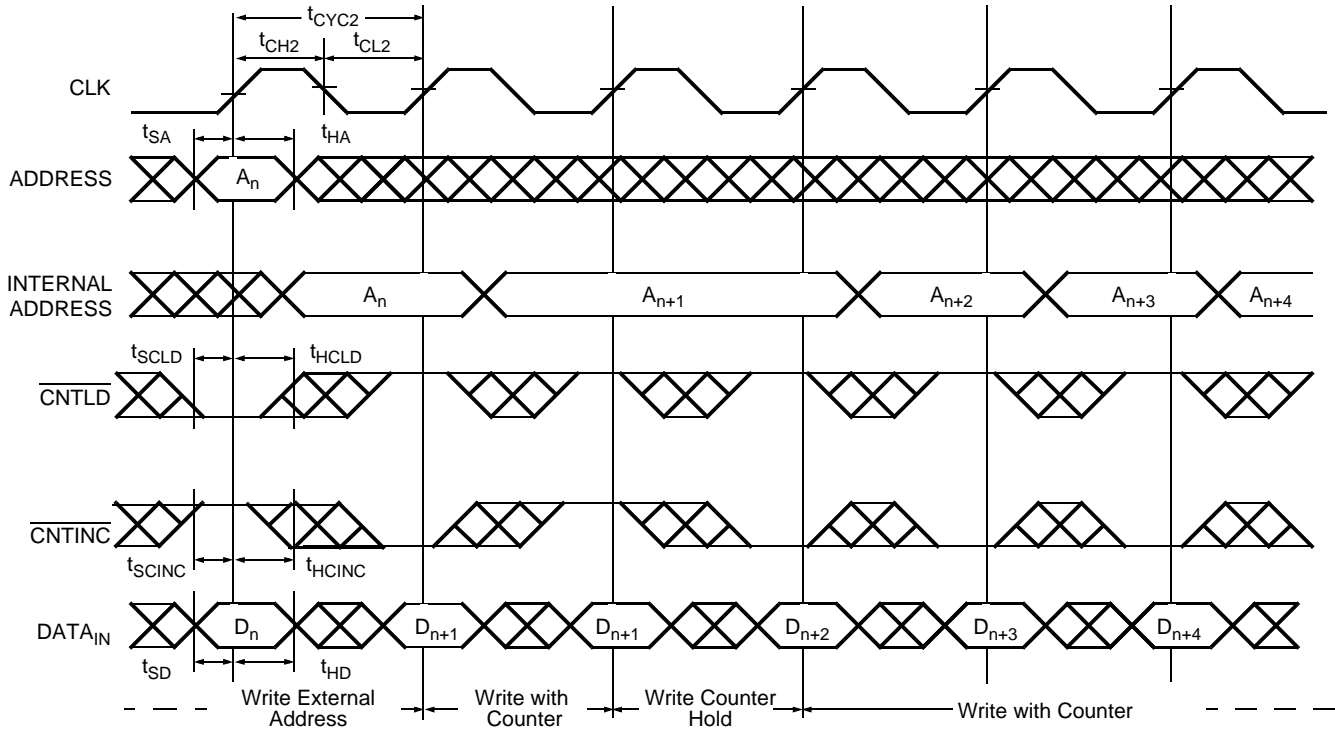 tCYC2
tCH2 tCL2
CLK
tSA tHA
ADDRESS An
INTERNAL ADDRESS An An+1 An+2 An+3 An+4
tSCLD tHCLD
CNTLD
CNTINC
tSCINC tHCINC
DATAIN Dn Dn+1 Dn+1 Dn+2 Dn+3 Dn+4
tSD tHD
Write External Address
Write with Counter
Write Counter Hold
Write with Counter